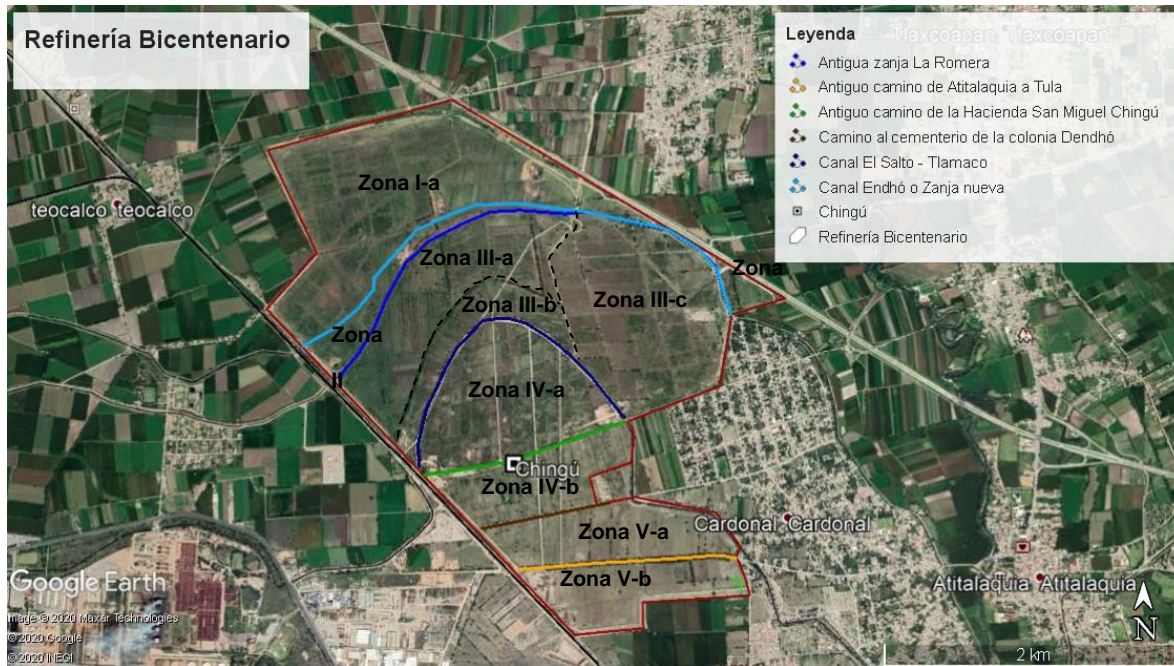 Refinería Bicentenario
Leyenda
Antigua zanja La Romera
Antiguo camino de Atitalaquia a Tula
Antiguo camino de la Hacienda San Miguel Chingú
Camino al cementerio de la colonia Dendhó
Canal El Salto - Tlamaco
Canal Endhó o Zanja nueva
Chingú
Refinería Bicentenario
Tlaxcoapan Tlaxcoapan
Zona I-a
teocalco teocalco
Zona III-a
Zona
Zona III-b
Zona III-c
Zona
II
Zona IV-a
Chingú
Zona IV-b
Zona V-a
Cardonal Cardonal
Zona V-b
Atitalaquia Atitalaquia
Google Earth
Image © 2020 Maxar Technologies
© 2020 Google
© 2020 INEGI
N
2 km